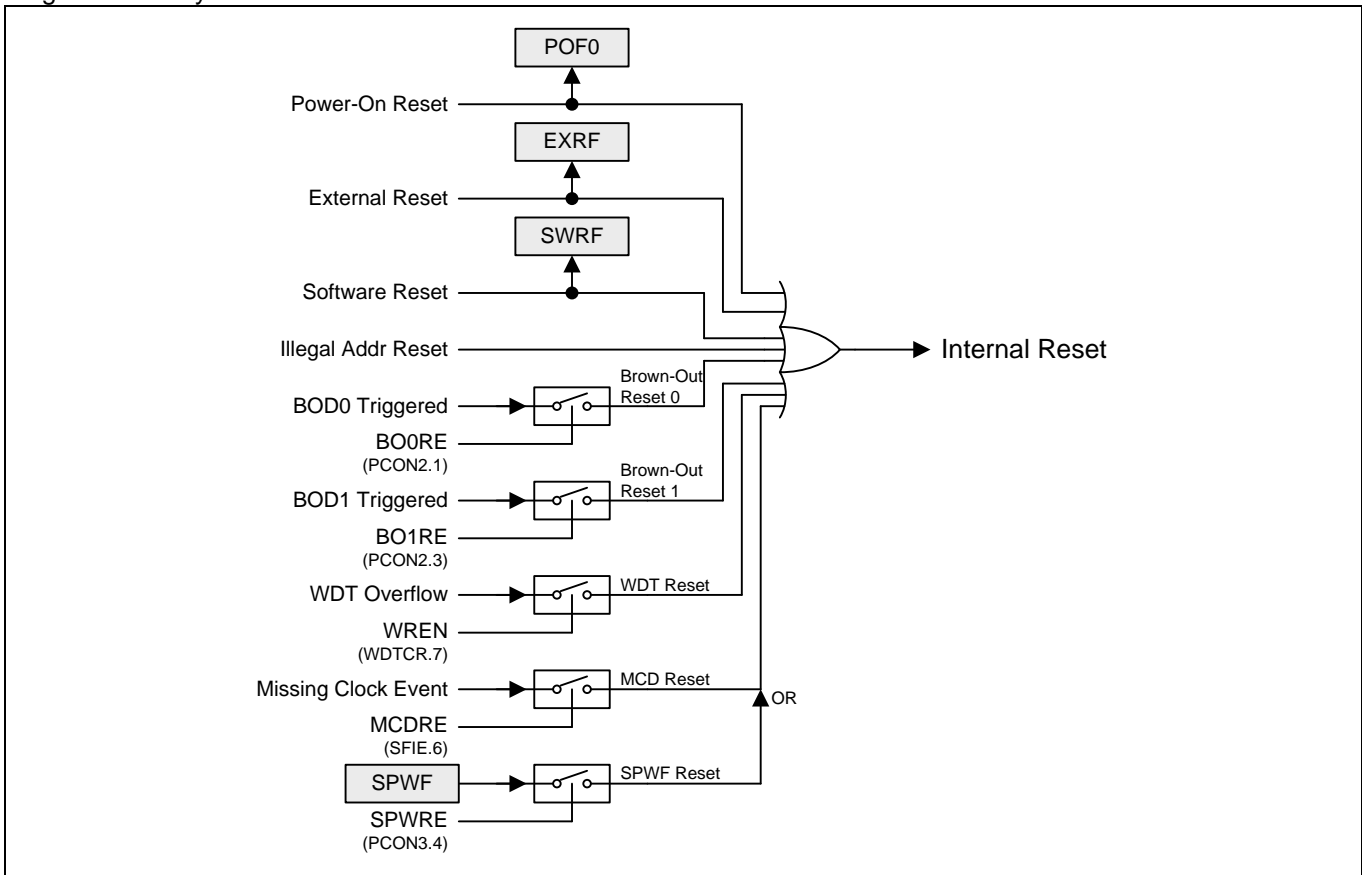 POF0
Power-On Reset
EXRF
External Reset
SWRF
Software Reset
Illegal Addr Reset
Internal Reset
Brown-Out
Reset 0
BOD0 Triggered
BO0RE
(PCON2.1)
Brown-Out
Reset 1
BOD1 Triggered
BO1RE
(PCON2.3)
WDT Overflow
WDT Reset
WREN
(WDTCR.7)
Missing Clock Event
MCD Reset
OR
MCDRE
(SFIE.6)
SPWF
SPWF Reset
SPWRE
(PCON3.4)